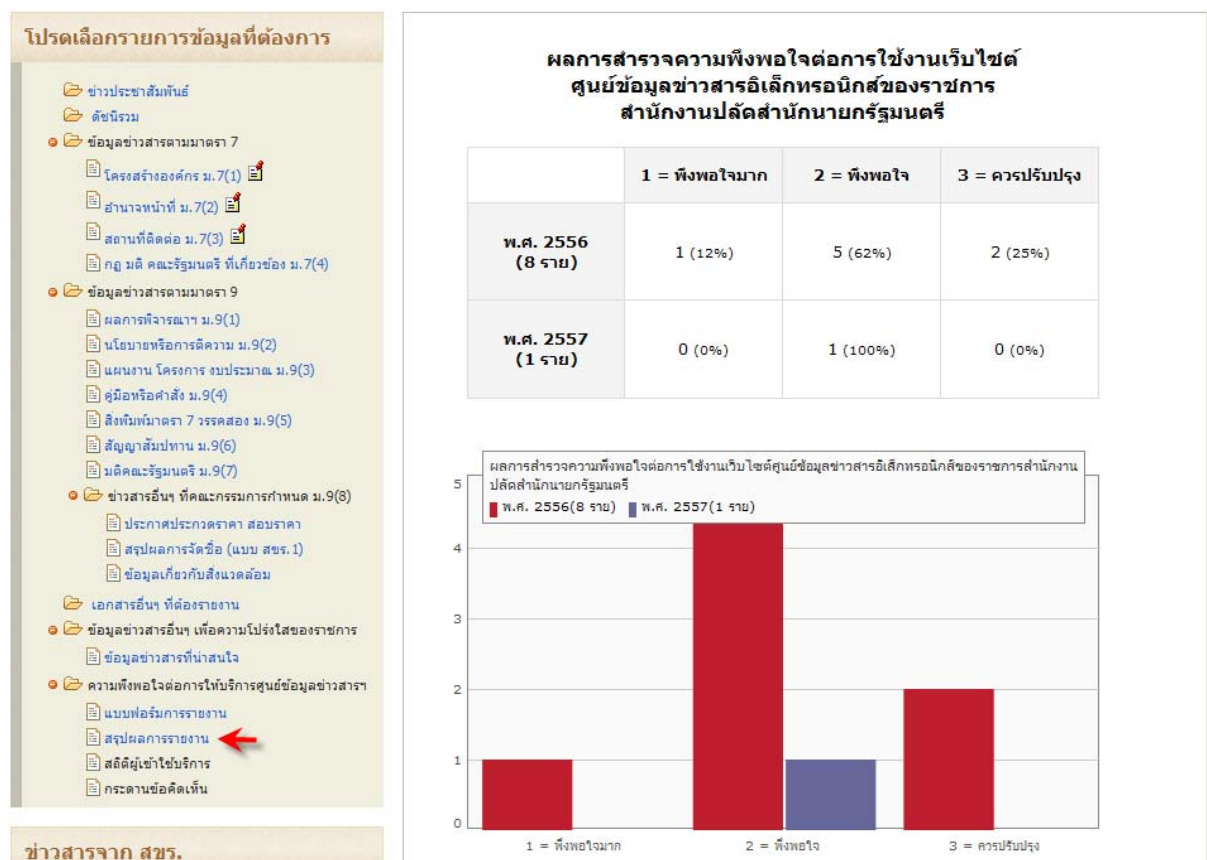 โปรดเลือกรายการข้อมูลที่ต้องการ
ข่าวประชาสัมพันธ์
ดัชนีรวม
ข้อมูลข่าวสารตามมาตรา 7
โครงสร้างองค์กร ม.7(1)
อำนาจหน้าที่ ม.7(2)
สถานที่ติดต่อ ม.7(3)
กฎ มติ คณะรัฐมนตรี ที่เกี่ยวข้อง ม.7(4)
ข้อมูลข่าวสารตามมาตรา 9
ผลการพิจารณาฯ ม.9(1)
นโยบายหรือการตีความ ม.9(2)
แผนงาน โครงการ งบประมาณ ม.9(3)
คู่มือหรือคำสั่ง ม.9(4)
สิ่งพิมพ์มาตรา 7 วรรคสอง ม.9(5)
สัญญาสัมปทาน ม.9(6)
มติคณะรัฐมนตรี ม.9(7)
ข่าวสารอื่นๆ ที่คณะกรรมการกำหนด ม.9(8)
ประกาศประกวดราคา สอบราคา
สรุปผลการจัดซื้อ (แบบ สขร.1)
ข้อมูลเกี่ยวกับสิ่งแวดล้อม
เอกสารอื่นๆ ที่ต้องรายงาน
ข้อมูลข่าวสารอื่นๆ เพื่อความโปร่งใสของราชการ
ข้อมูลข่าวสารที่น่าสนใจ
ความพึงพอใจต่อการให้บริการศูนย์ข้อมูลข่าวสารฯ
แบบฟอร์มการรายงาน
สรุปผลการรายงาน
สถิติผู้เข้าใช้บริการ
กระดานข้อคิดเห็น
ข่าวสารจาก สขร.
ผลการสำรวจความพึงพอใจต่อการใช้งานเว็บไซต์
ศูนย์ข้อมูลข่าวสารอิเล็กทรอนิกส์ของราชการ
สำนักงานปลัดสำนักนายกรัฐมนตรี
1 = พึงพอใจมาก 2 = พึงพอใจ 3 = ควรปรับปรุง
พ.ศ. 2556
(8 ราย) 1 (12%) 5 (62%) 2 (25%)
พ.ศ. 2557
(1 ราย) 0 (0%) 1 (100%) 0 (0%)
ผลการสำรวจความพึงพอใจต่อการใช้งานเว็บไซต์ศูนย์ข้อมูลข่าวสารอิเล็กทรอนิกส์ของราชการสำนักงาน
ปลัดสำนักนายกรัฐมนตรี
พ.ศ. 2556(8 ราย) พ.ศ. 2557(1 ราย)
5
4
3
2
1
0
1 = พึงพอใจมาก 2 = พึงพอใจ 3 = ควรปรับปรุง